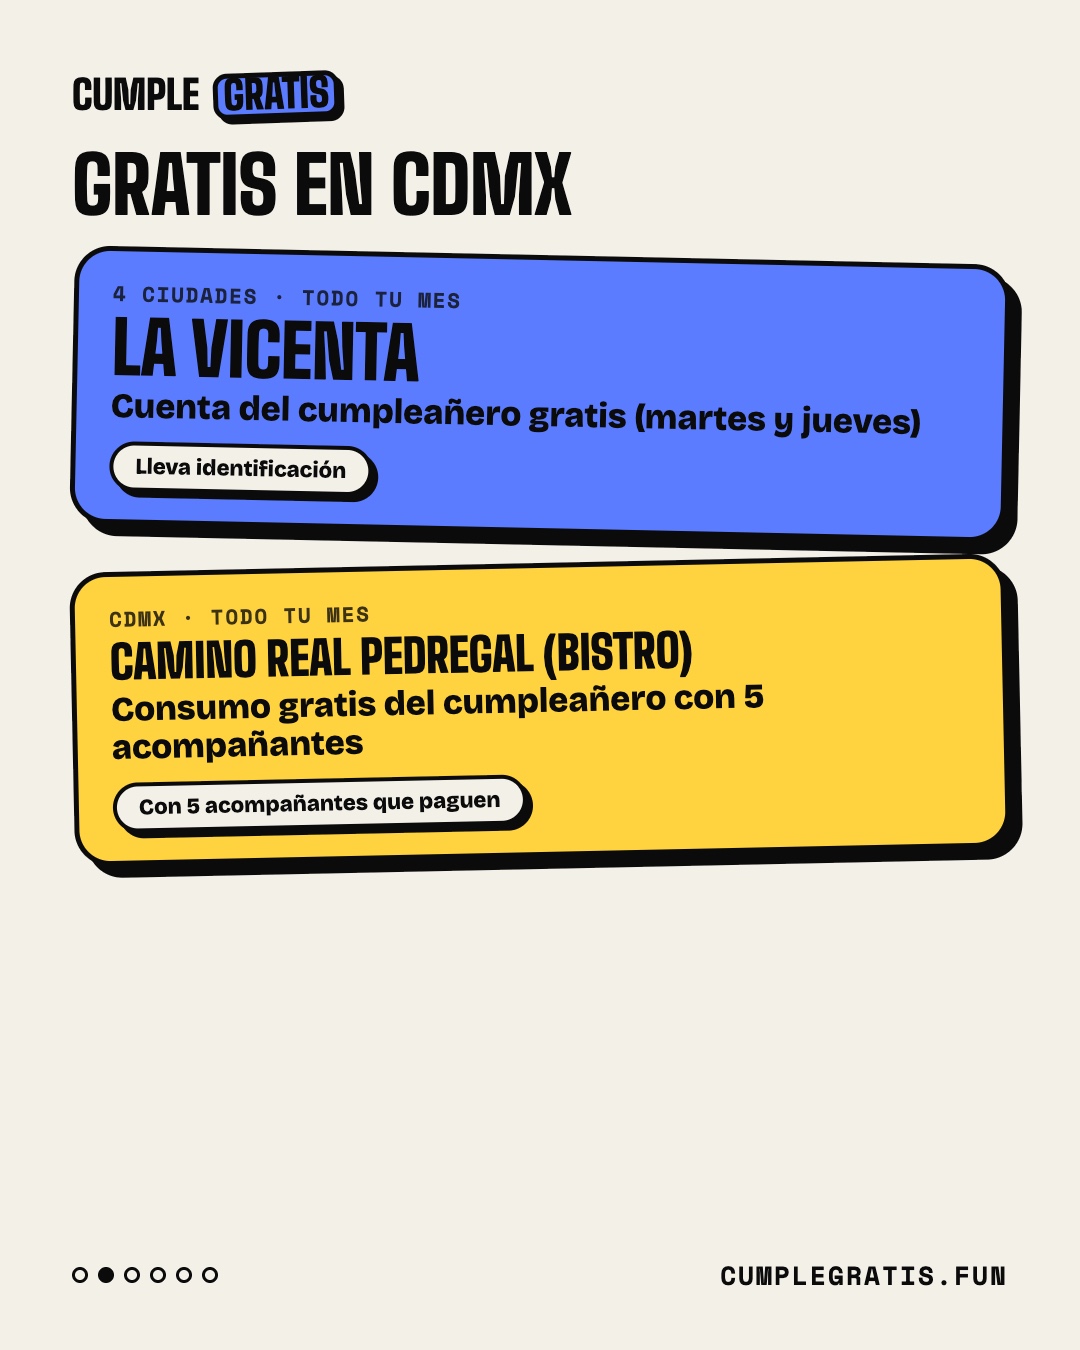 CUMPLE GRATIS
GRATIS EN CDMX
4 CIUDADES · TODO TU MES
LA VICENTA
Cuenta del cumpleañero gratis (martes y jueves)
Lleva identificación
CDMX · TODO TU MES
CAMINO REAL PEDREGAL (BISTRO)
Consumo gratis del cumpleañero con 5
acompañantes
Con 5 acompañantes que paguen
CUMPLEGRATIS.FUN